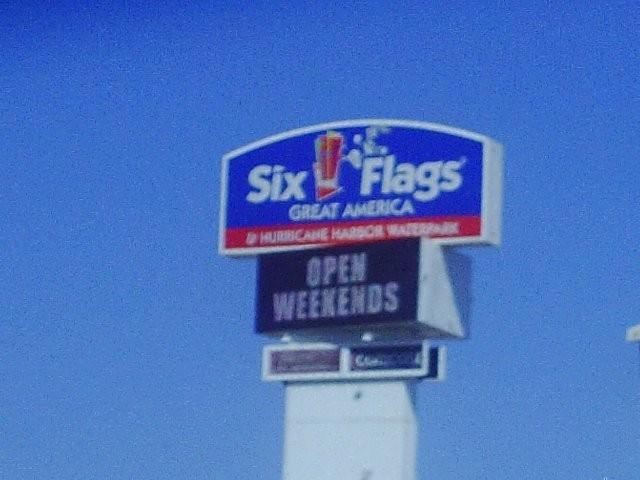 Six Flags
GREAT AMERICA
& HURRICANE HARBOR WATERPARK
OPEN
WEEKENDS